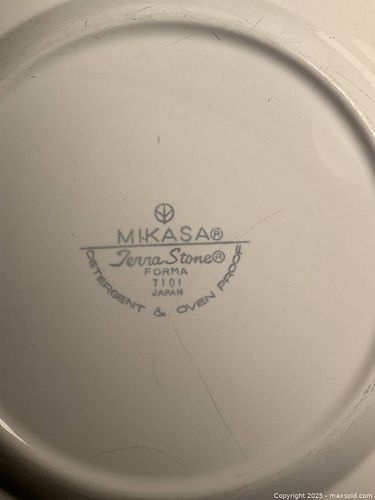 MIKASA®
Terra Stone®
FORMA
7101
JAPAN
DETERGENT & OVEN PROOF
Copyright © 2025 - maxsold.com